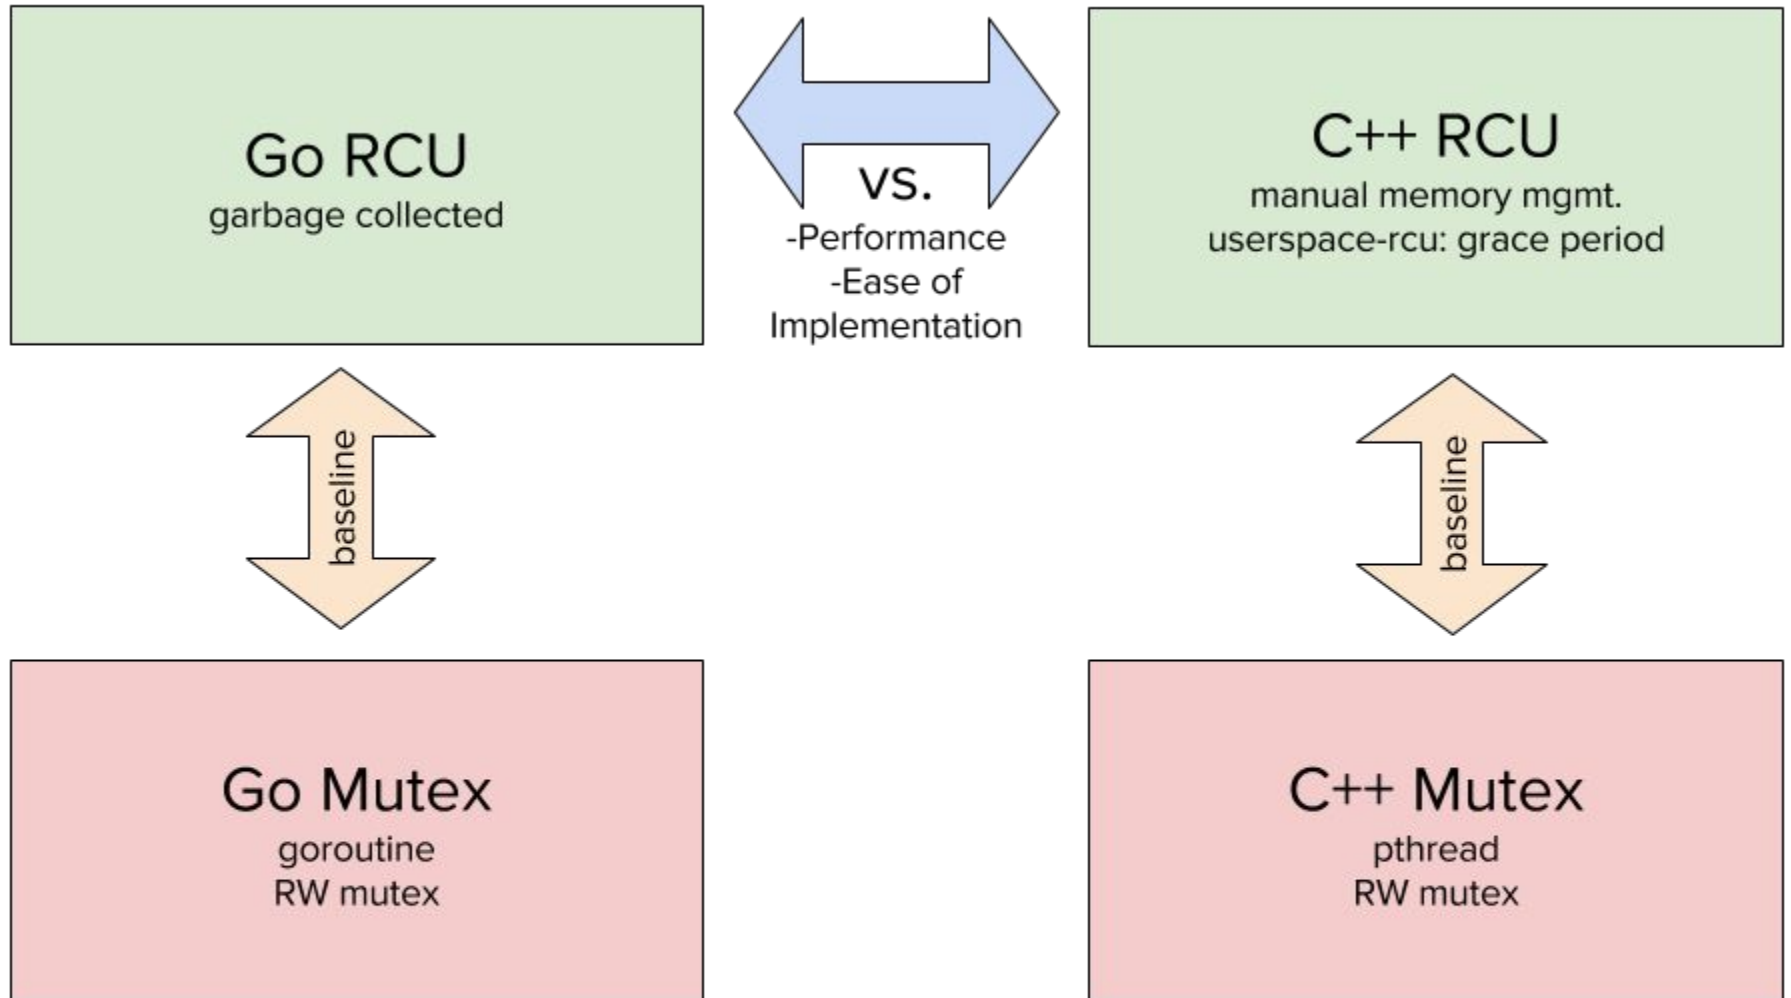 Go RCU
garbage collected
vs.
-Performance
-Ease of
Implementation
C++ RCU
manual memory mgmt.
userspace-rcu: grace period
baseline
baseline
Go Mutex
goroutine
RW mutex
C++ Mutex
pthread
RW mutex